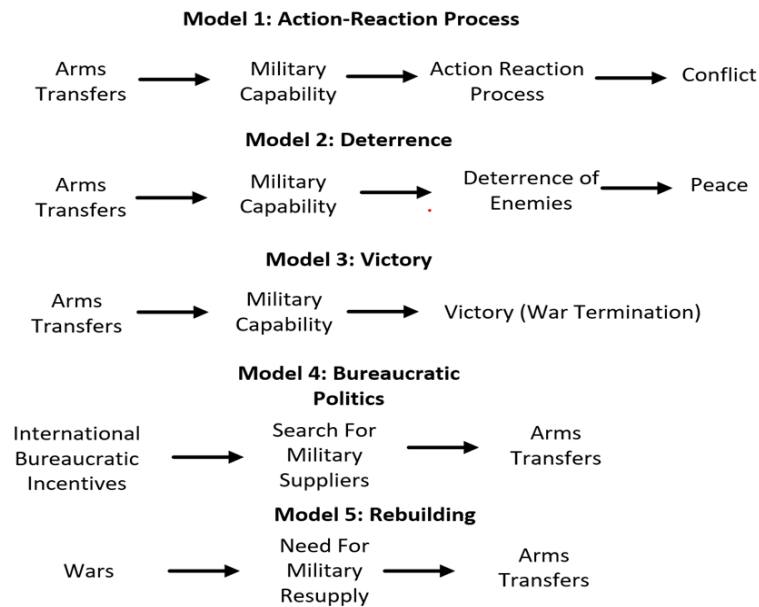 Model 1: Action-Reaction Process
Arms
Transfers
Military
Capability
Action Reaction
Process
Conflict
Model 2: Deterrence
Arms
Transfers
Military
Capability
Deterrence of
Enemies
Peace
Model 3: Victory
Arms
Transfers
Military
Capability
Victory (War Termination)
Model 4: Bureaucratic
Politics
International
Bureaucratic
Incentives
Search For
Military
Suppliers
Arms
Transfers
Model 5: Rebuilding
Wars
Need For
Military
Resupply
Arms
Transfers